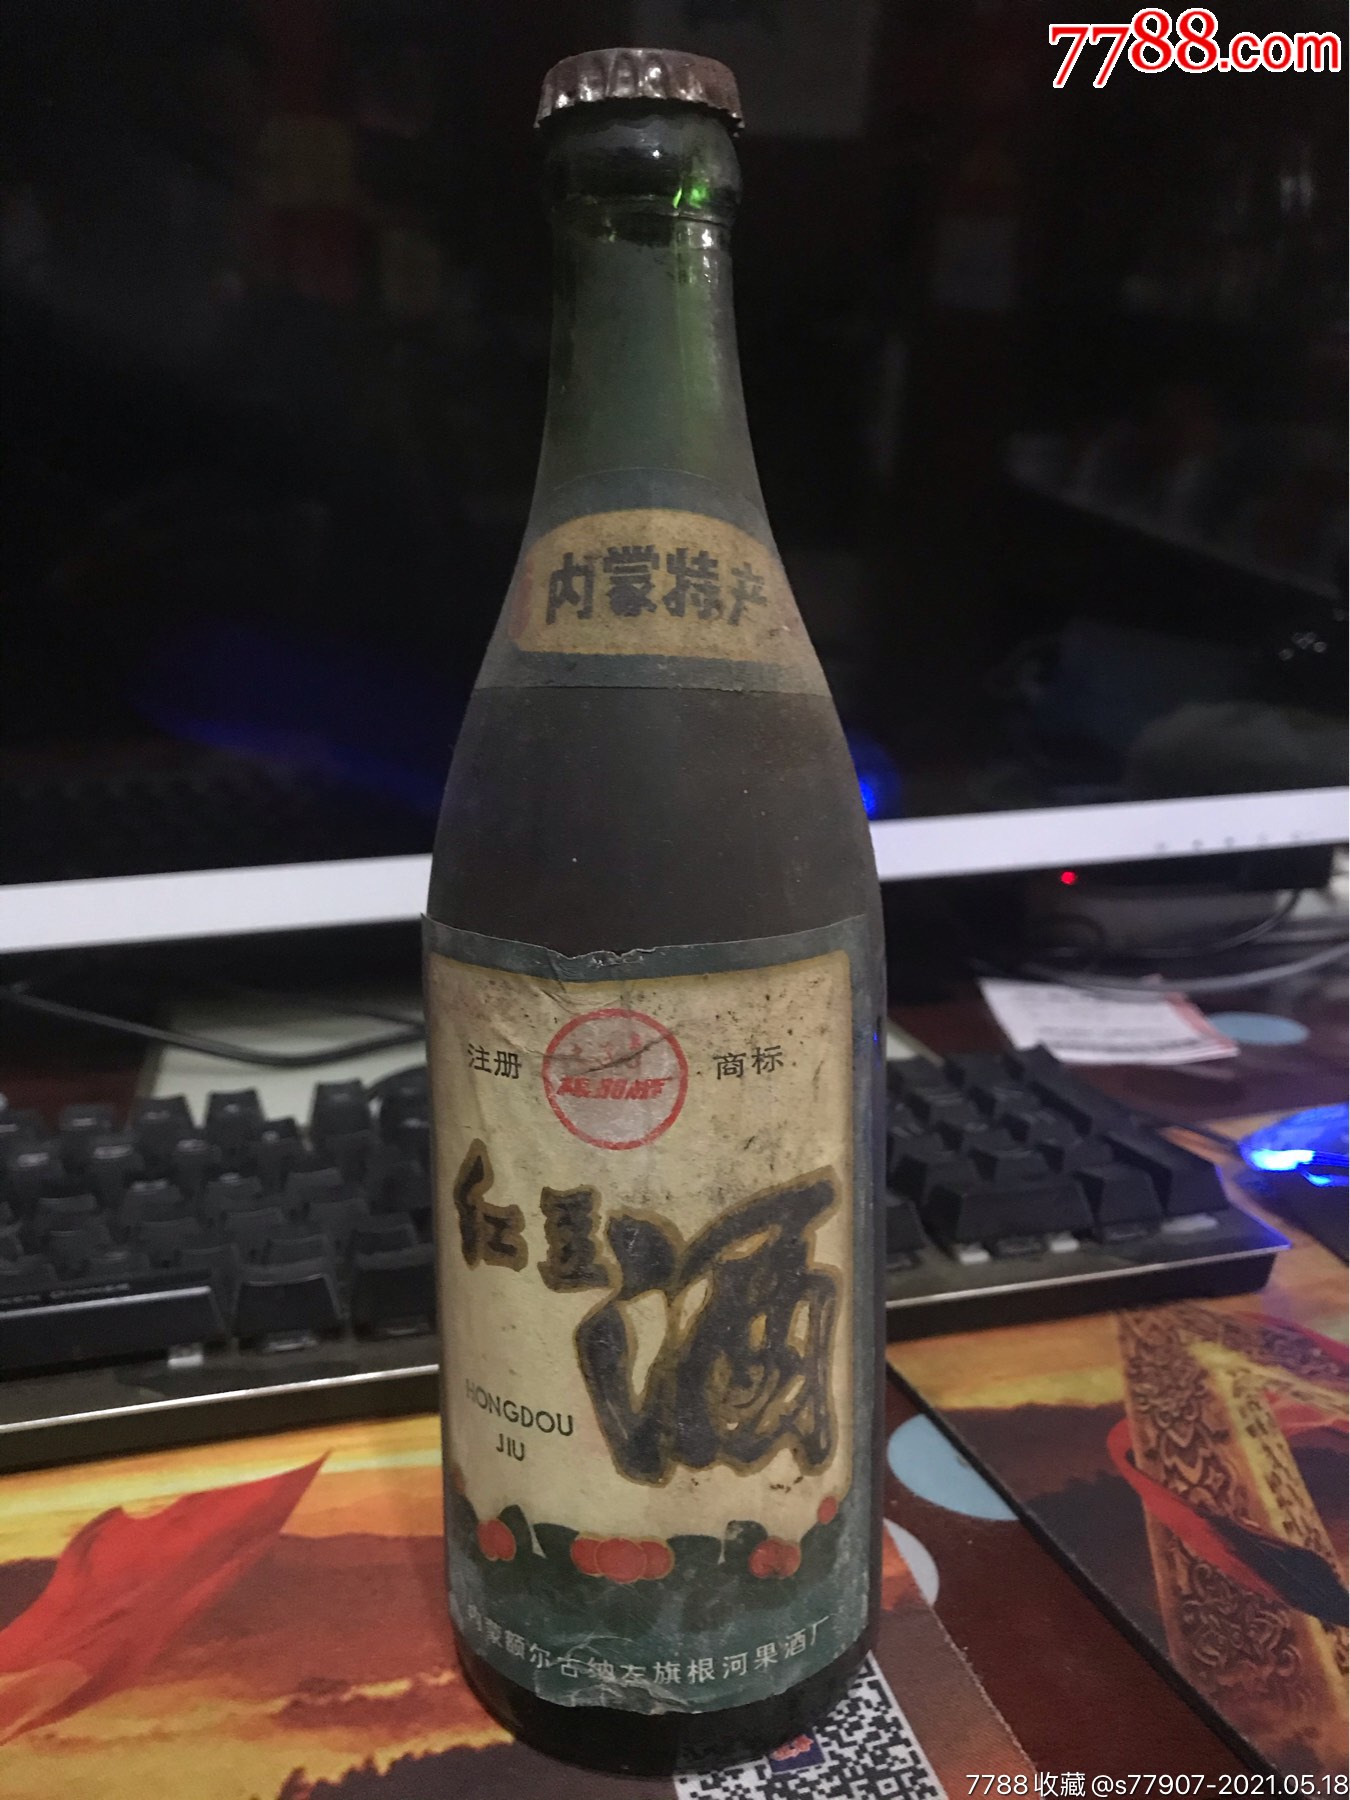 7788.com
内蒙特产
注册 商标
红豆酒
HONGDOU
JIU
内蒙额尔古纳左旗根河果酒厂
7788收藏@s77907-2021.05.18